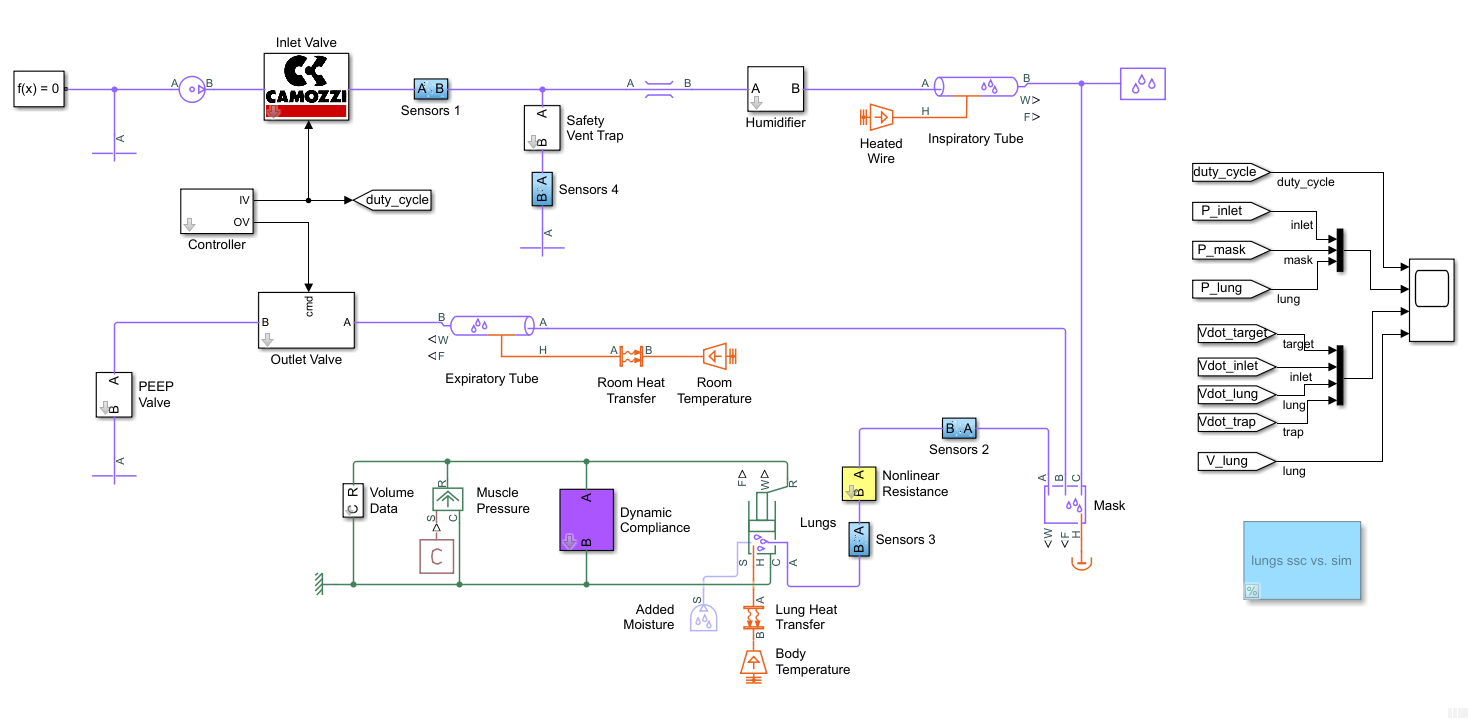 Inlet Valve
f(x) = 0
A
B
CAMOZZI
A B
Sensors 1
A
B
A
B
Humidifier
A
B
W>
F>
H
Heated
Wire
Inspiratory Tube
A
A
B
Safety
Vent Trap
B A
Sensors 4
A
IV
OV
Controller
duty_cycle
cmd
B
A
Outlet Valve
B
A
<W
<F
H
Expiratory Tube
A
B
Room Heat
Transfer
Room
Temperature
A
B
PEEP
Valve
A
duty_cycle
duty_cycle
P_inlet
inlet
P_mask
mask
P_lung
lung
Vdot_target
target
Vdot_inlet
inlet
Vdot_lung
lung
Vdot_trap
trap
V_lung
lung
B A
Sensors 2
A
B
Nonlinear
Resistance
B A
Sensors 3
A
B
C
Mask
<W
<F
H
C R
Volume
Data
R
S
C
Muscle
Pressure
C
A
B
Dynamic
Compliance
F>
W>
R
Lungs
S
H
C
A
S
Added
Moisture
A
B
Lung Heat
Transfer
Body
Temperature
lungs ssc vs. sim
%